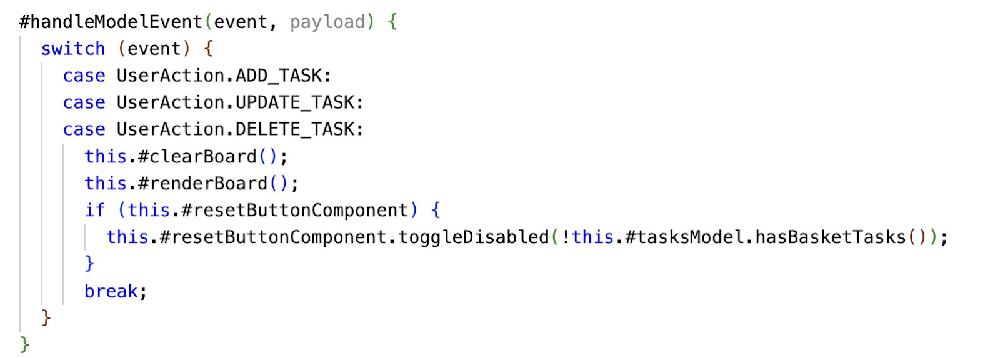 #handleModelEvent(event, payload) {
switch (event) {
case UserAction.ADD_TASK:
case UserAction.UPDATE_TASK:
case UserAction.DELETE_TASK:
this.#clearBoard();
this.#renderBoard();
if (this.#resetButtonComponent) {
this.#resetButtonComponent.toggleDisabled(!this.#tasksModel.hasBasketTasks());
}
break;
}
}